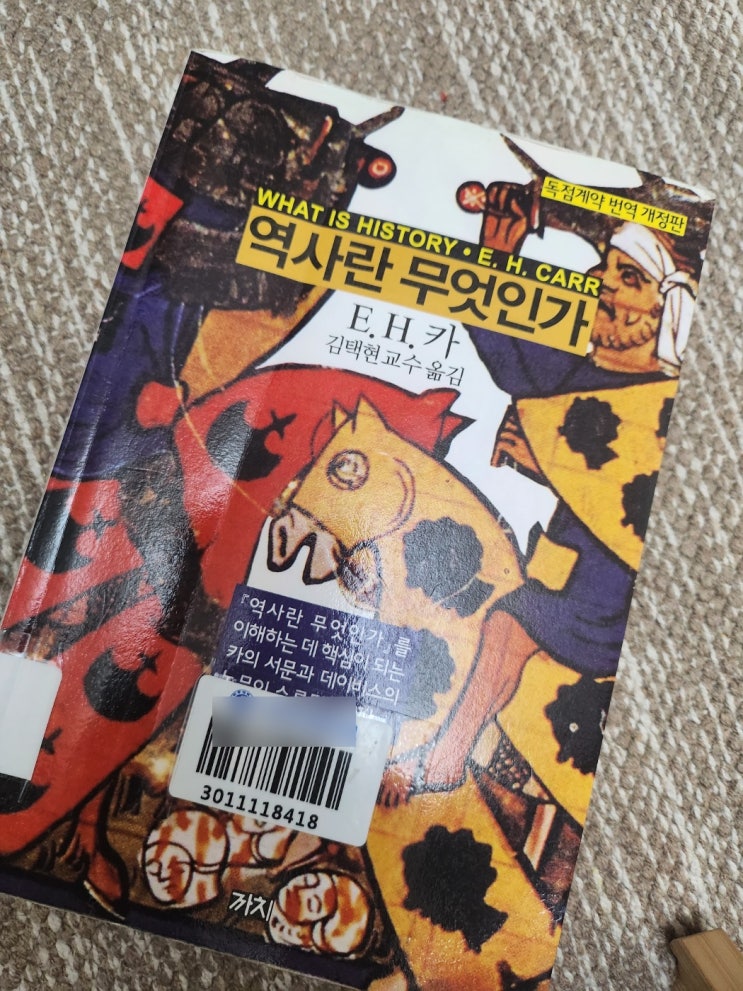 독점계약 번역 개정판
WHAT IS HISTORY • E. H. CARR
역사란 무엇인가
E. H. 카
김택현 교수 옮김
『역사란 무엇인가』를
이해하는 데 핵심이 되는
카의 서문과 데이비스의
3011118418
까치